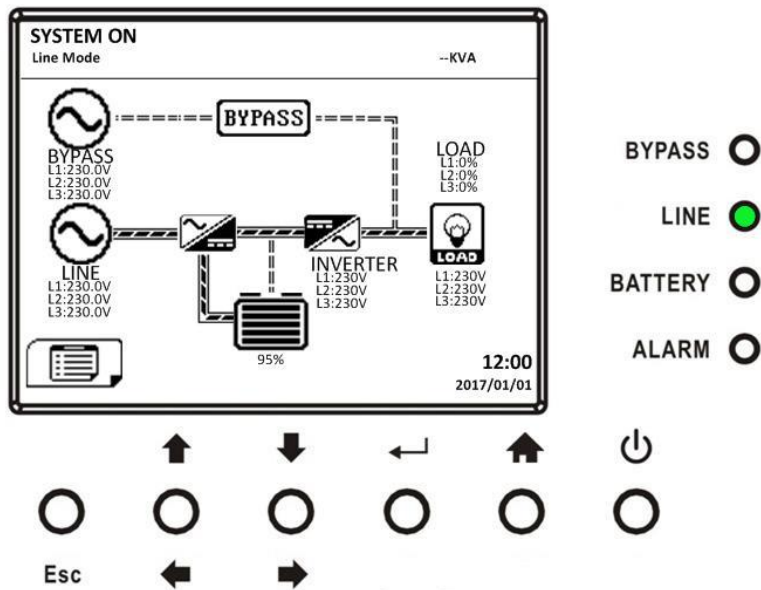 SYSTEM ON
Line Mode
--KVA
BYPASS
BYPASS
L1:230.0V
L2:230.0V
L3:230.0V
LOAD
L1:0%
L2:0%
L3:0%
LINE
L1:230.0V
L2:230.0V
L3:230.0V
INVERTER
L1:230V
L2:230V
L3:230V
LOAD
L1:230V
L2:230V
L3:230V
95%
12:00
2017/01/01
BYPASS
LINE
BATTERY
ALARM
Esc